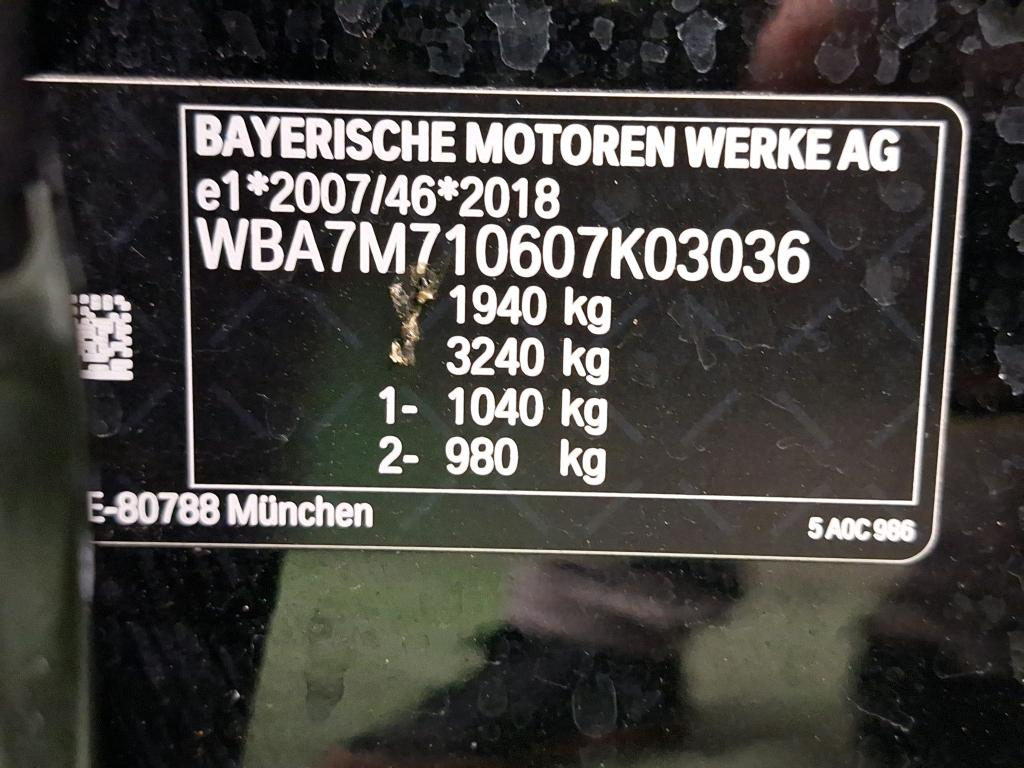 BAYERISCHE MOTOREN WERKE AG
e1*2007/46*2018
WBA7M710607K03036
1940 kg
3240 kg
1- 1040 kg
2- 980 kg
E-80788 München
5 A0C 986